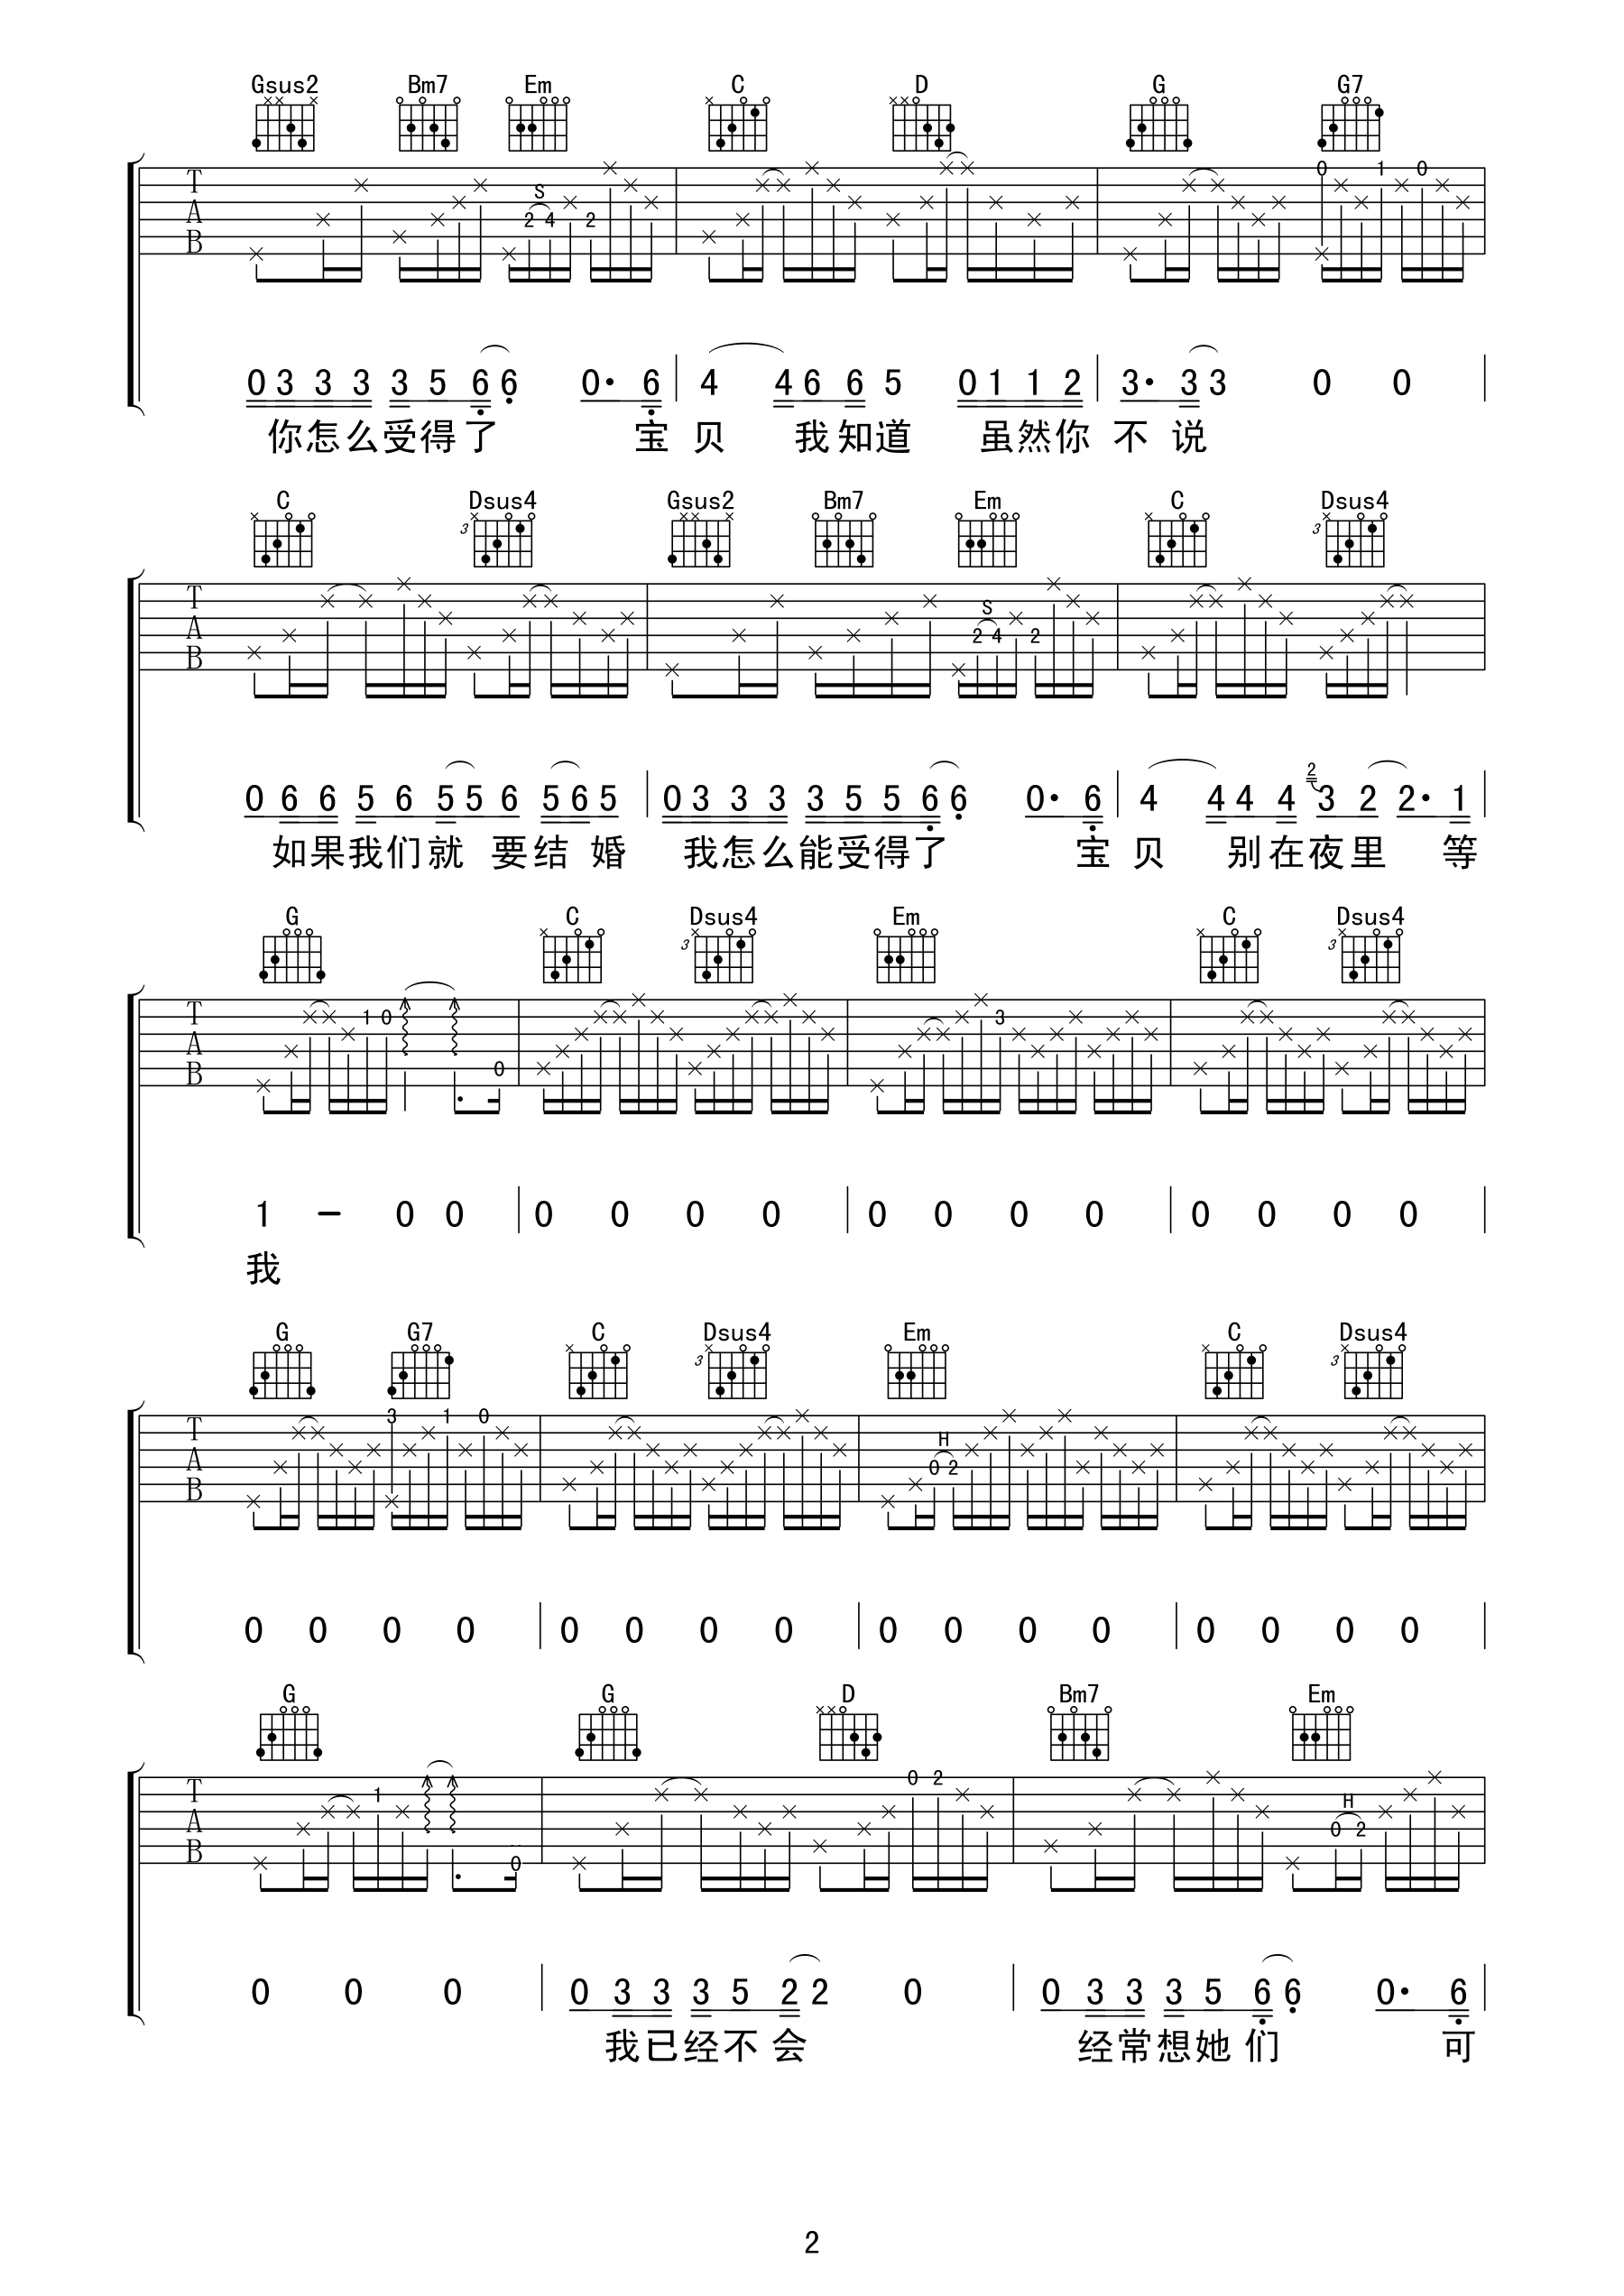 Gsus2 Bm7 Em C D G G7
T A B S 2 4 2 0 1 0
0 3 3 3 3 5 6 6 0· 6 4 4 6 6 5 0 1 1 2 3· 3 3 0 0
你怎么受得了 宝 贝 我知道 虽然你 不 说
C Dsus4 Gsus2 Bm7 Em C Dsus4
3 3
T A B S 2 4 2
0 6 6 5 6 5 5 6 5 6 5 0 3 3 3 3 5 5 6 6 0· 6 4 4 4 4 2 3 2 2· 1
如果我们就 要结 婚 我怎么能受得了 宝 贝 别在夜里 等
G C Dsus4 Em C Dsus4
3 3
T A B 1 0 0 3
1 – 0 0 0 0 0 0 0 0 0 0 0 0 0 0
我
G G7 C Dsus4 Em C Dsus4
3 3
T A B 3 1 0 H 0 2
0 0 0 0 0 0 0 0 0 0 0 0 0 0 0 0
G G D Bm7 Em
T A B 1 0 0 2 H 0 2
0 0 0 0 3 3 3 5 2 2 0 0 3 3 3 5 6 6 0· 6
我已经不 会 经常想她 们 可
2